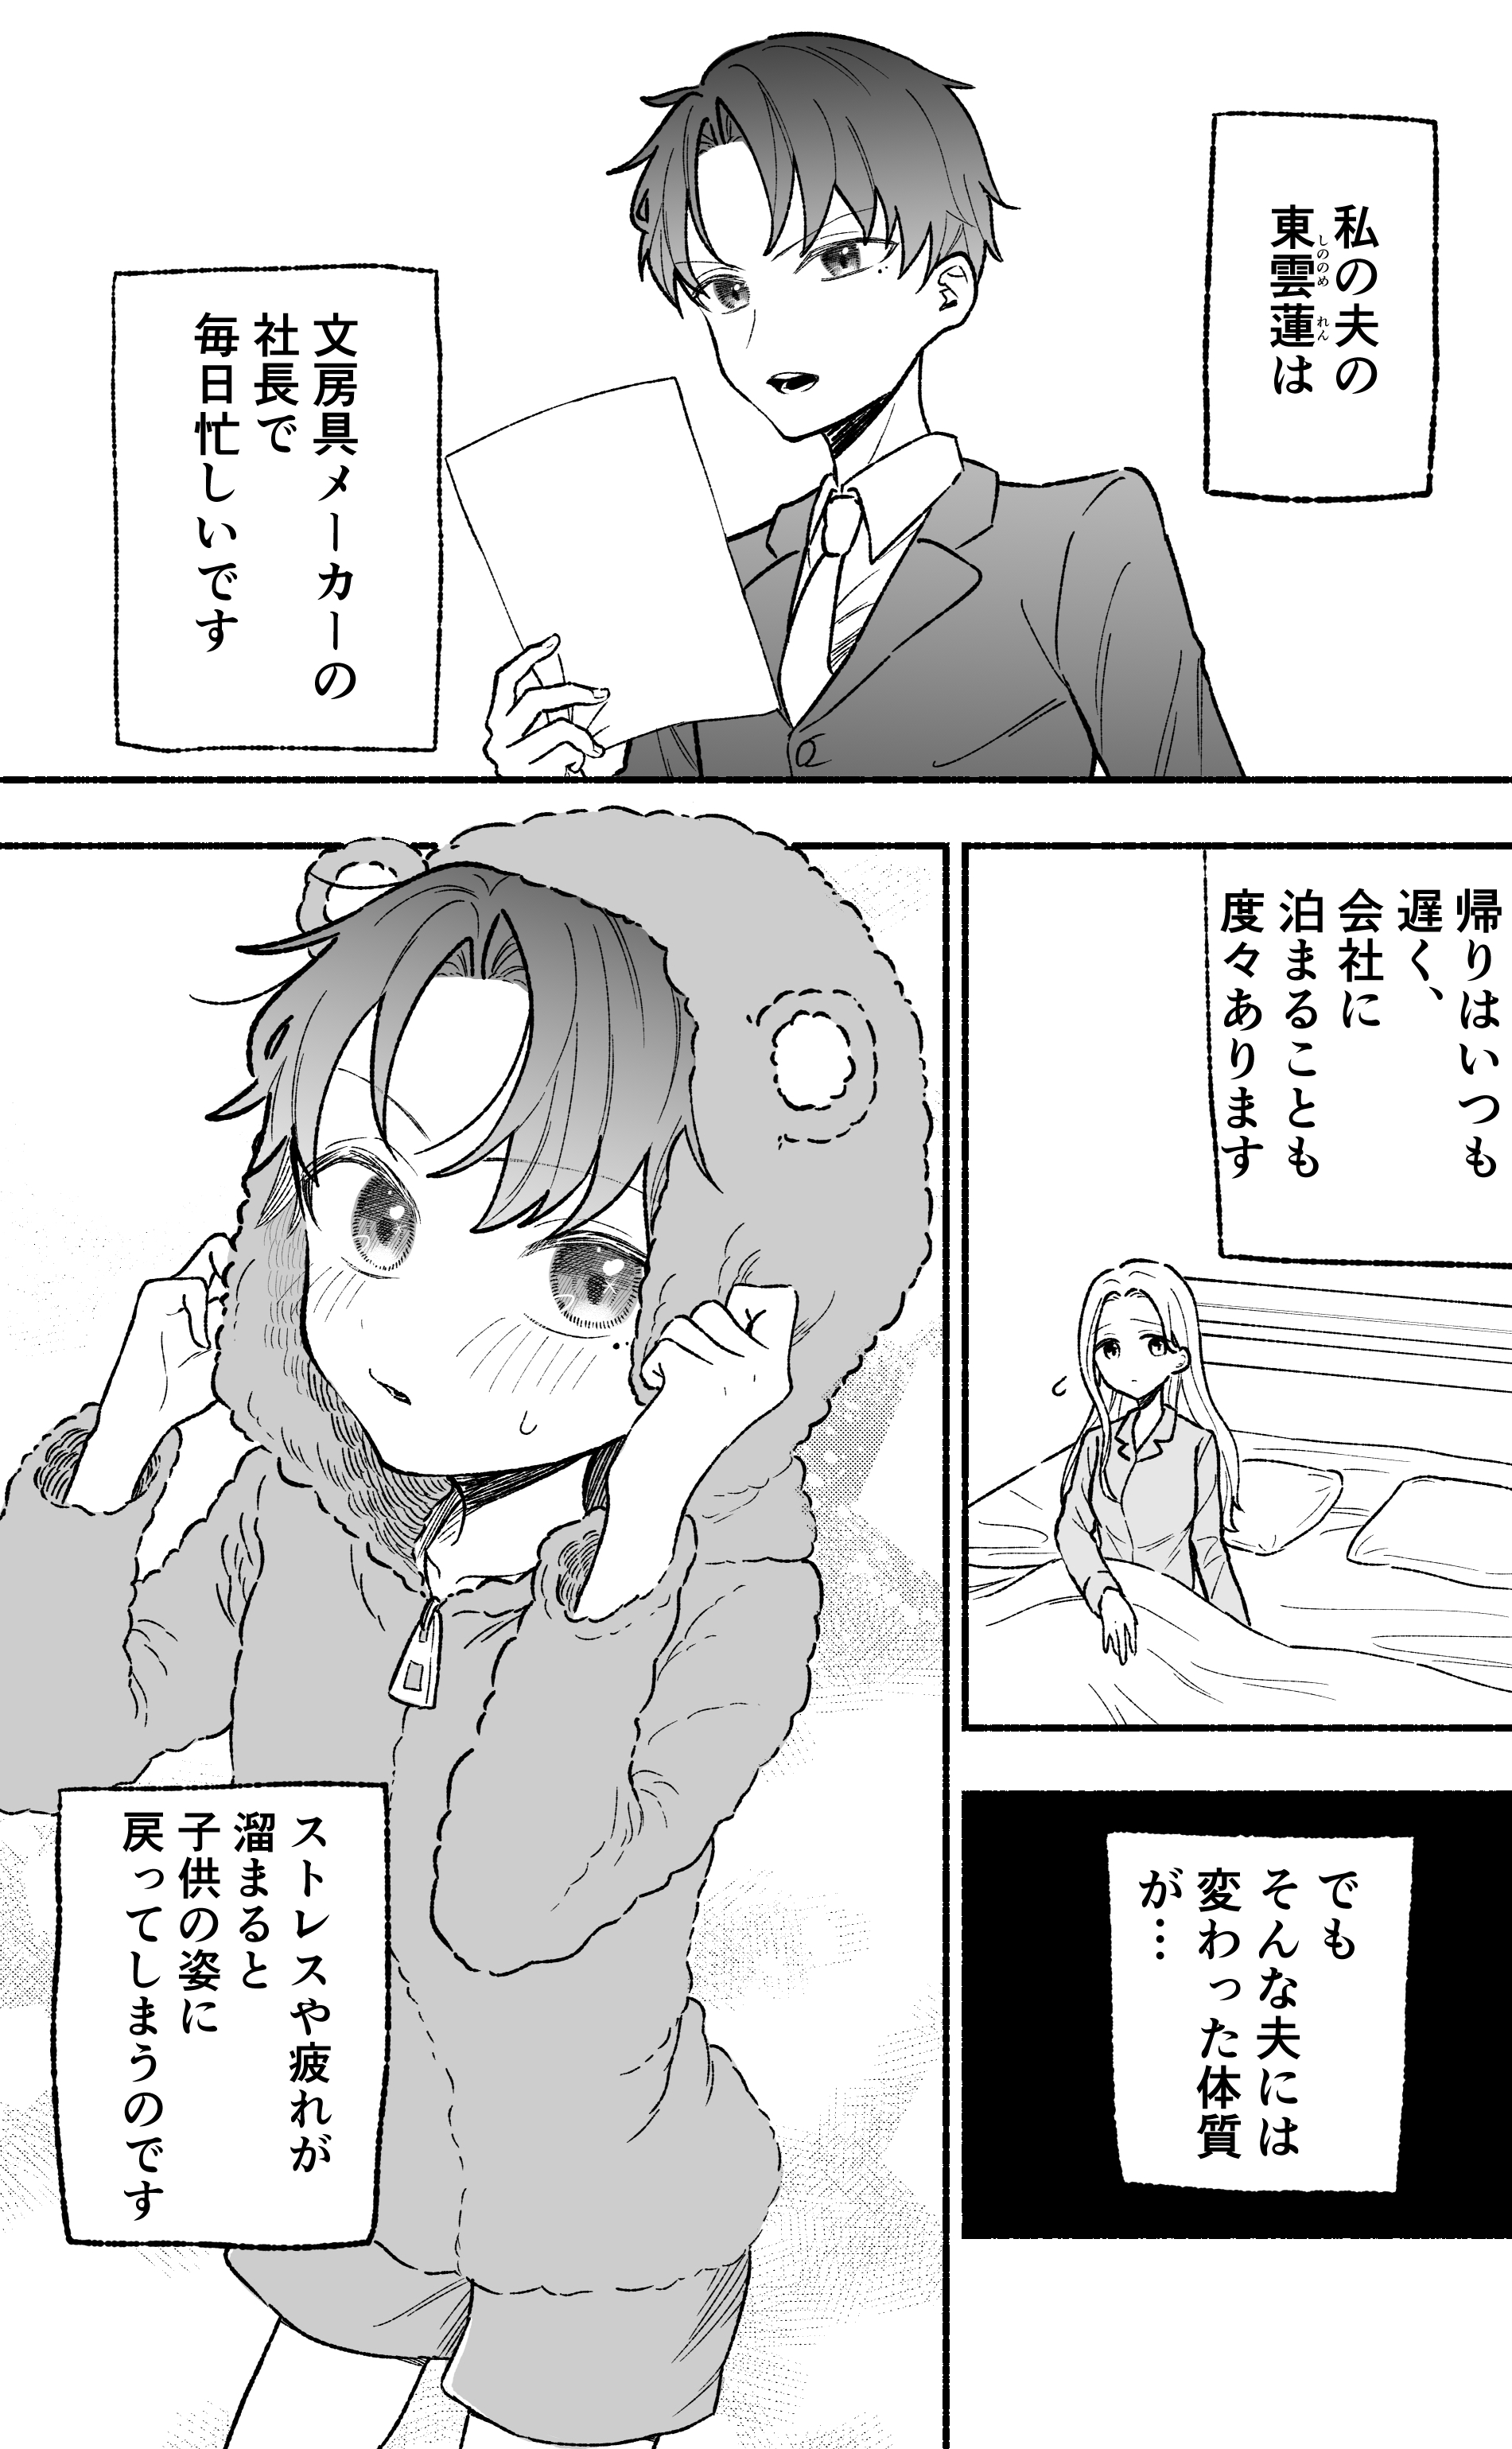 私の夫の
東雲蓮は
しののめ
れん
文房具メーカーの
社長で
毎日忙しいです
帰りはいつも
遅く、
会社に
泊まることも
度々あります
でも
そんな夫には
変わった体質
が…
ストレスや疲れが
溜まると
子供の姿に
戻ってしまうのです